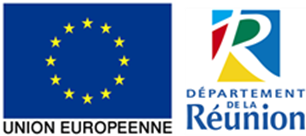 UNION EUROPEENNE
DÉPARTEMENT
DE LA
Réunion